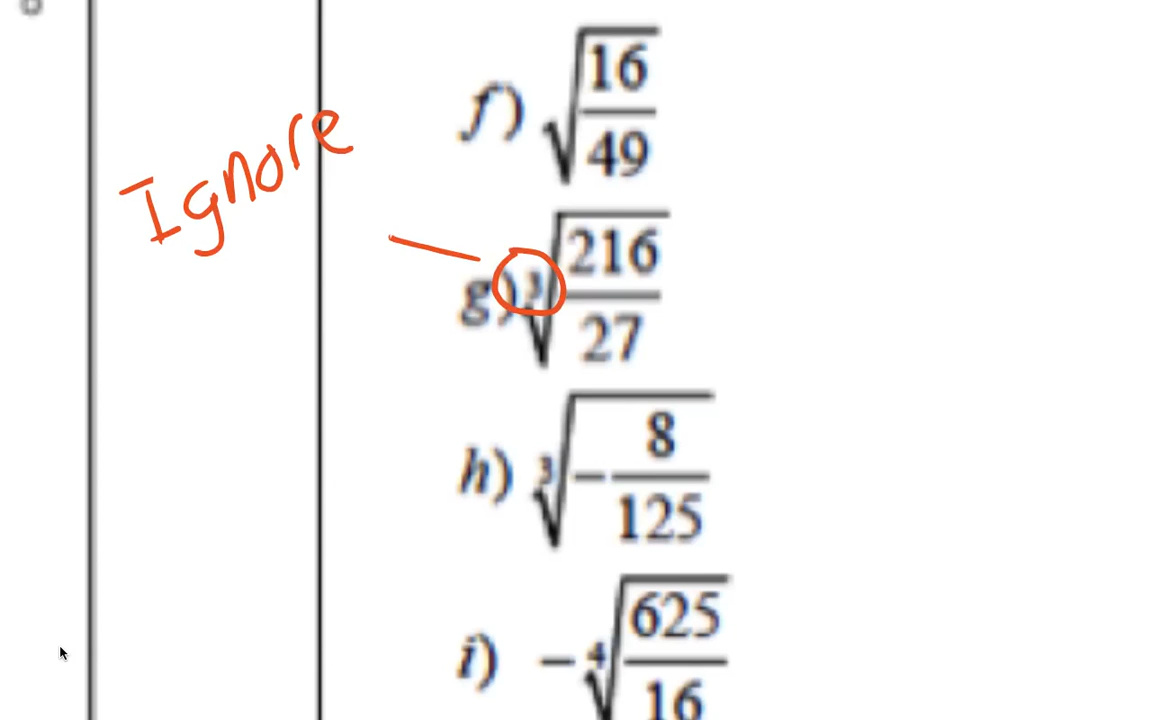 f) √(16/49)
Ignore
g) ∛(216/27)
h) ∛(-8/125)
i) -∜(625/16)